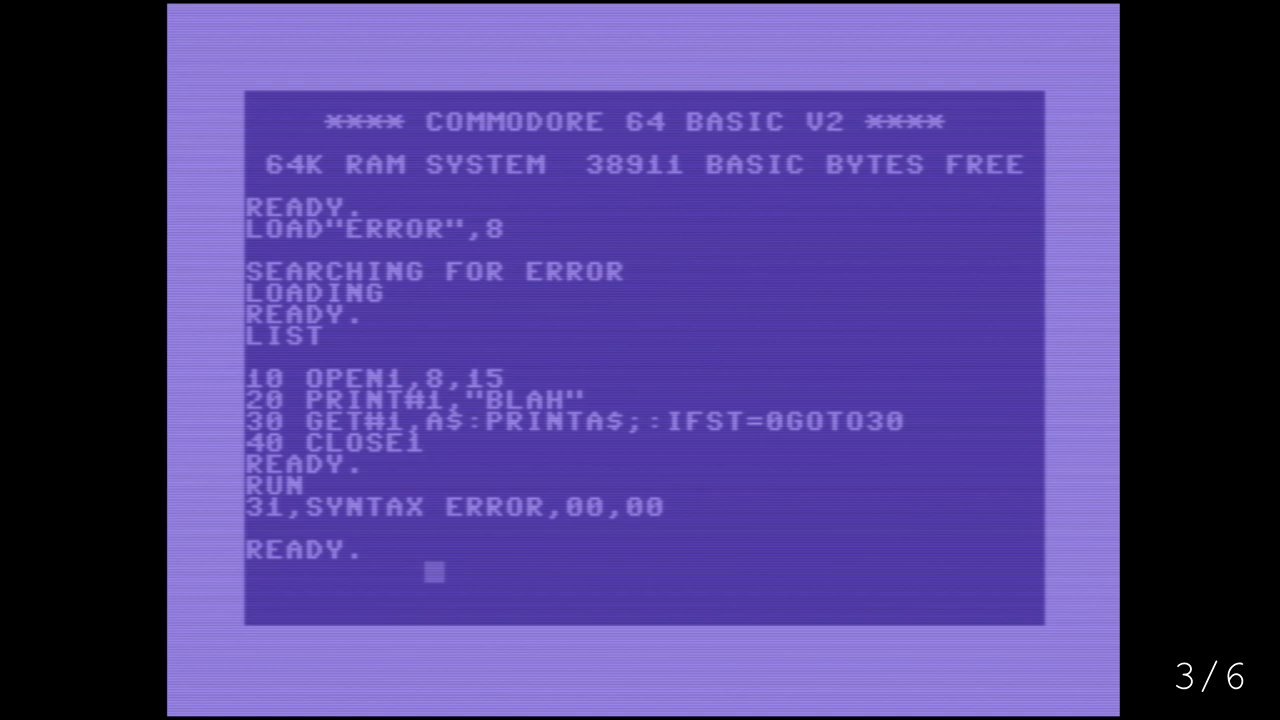 **** COMMODORE 64 BASIC V2 ****
64K RAM SYSTEM  38911 BASIC BYTES FREE
READY.
LOAD"ERROR",8
SEARCHING FOR ERROR
LOADING
READY.
LIST
10 OPEN1,8,15
20 PRINT#1,"BLAH"
30 GET#1,A$:PRINTA$;:IFST=0GOTO30
40 CLOSE1
READY.
RUN
31,SYNTAX ERROR,00,00
READY.
3/6